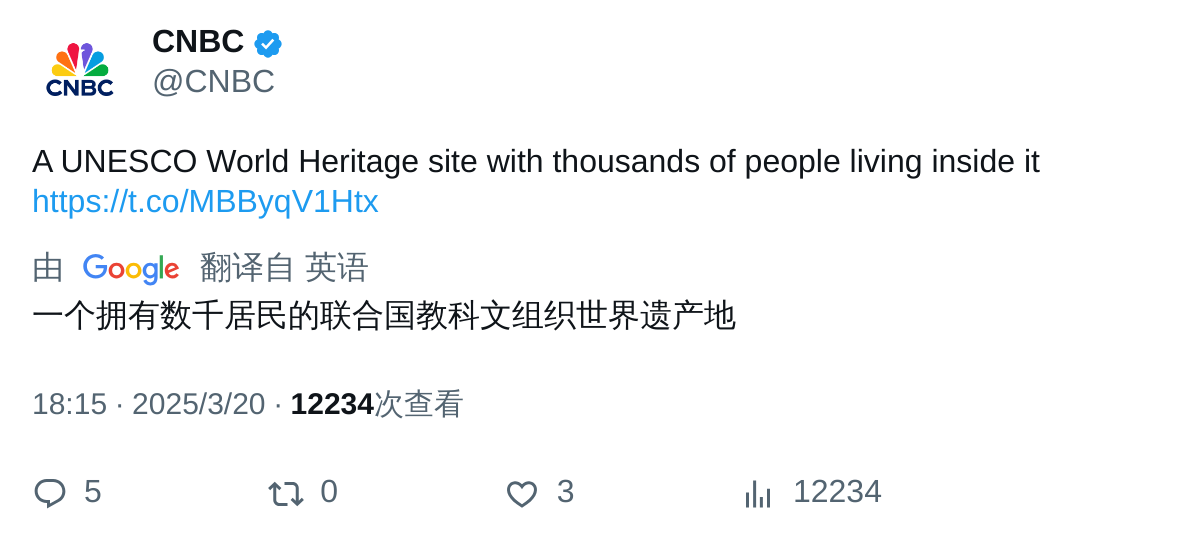 CNBC
CNBC
@CNBC
A UNESCO World Heritage site with thousands of people living inside it
https://t.co/MBByqV1Htx
由 Google 翻译自 英语
一个拥有数千居民的联合国教科文组织世界遗产地
18:15 · 2025/3/20 · 12234次查看
5 0 3 12234